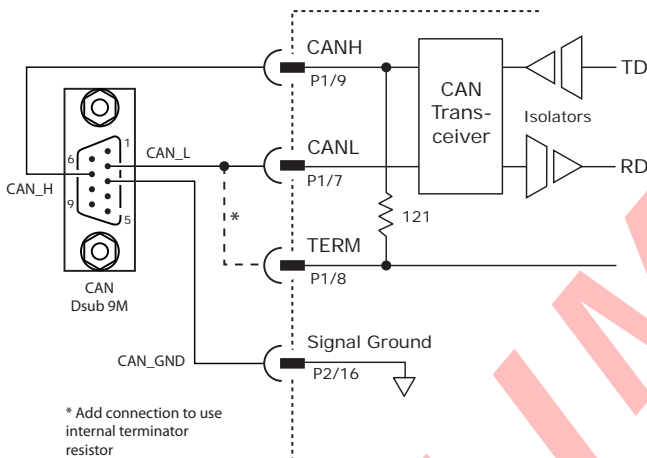 CANH
P1/9
CAN
Trans-
ceiver
TD
Isolators
1
6
CAN_L
CANL
P1/7
RD
CAN_H
9
5
*
121
TERM
P1/8
CAN
Dsub 9M
Signal Ground
CAN_GND
P2/16
* Add connection to use
internal terminator
resistor